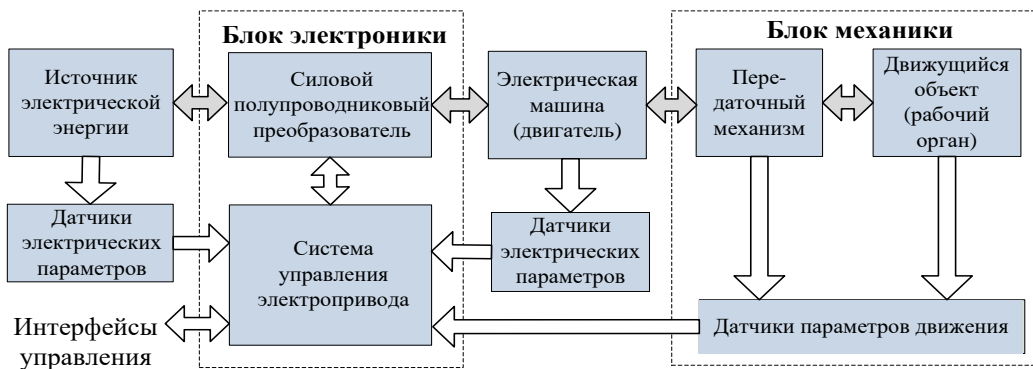 Блок электроники
Блок механики
Источник
электрической
энергии
Силовой
полупроводниковый
преобразователь
Электрическая
машина
(двигатель)
Пере-
даточный
механизм
Движущийся
объект
(рабочий
орган)
Датчики
электрических
параметров
Система
управления
электропривода
Датчики
электрических
параметров
Датчики параметров движения
Интерфейсы
управления